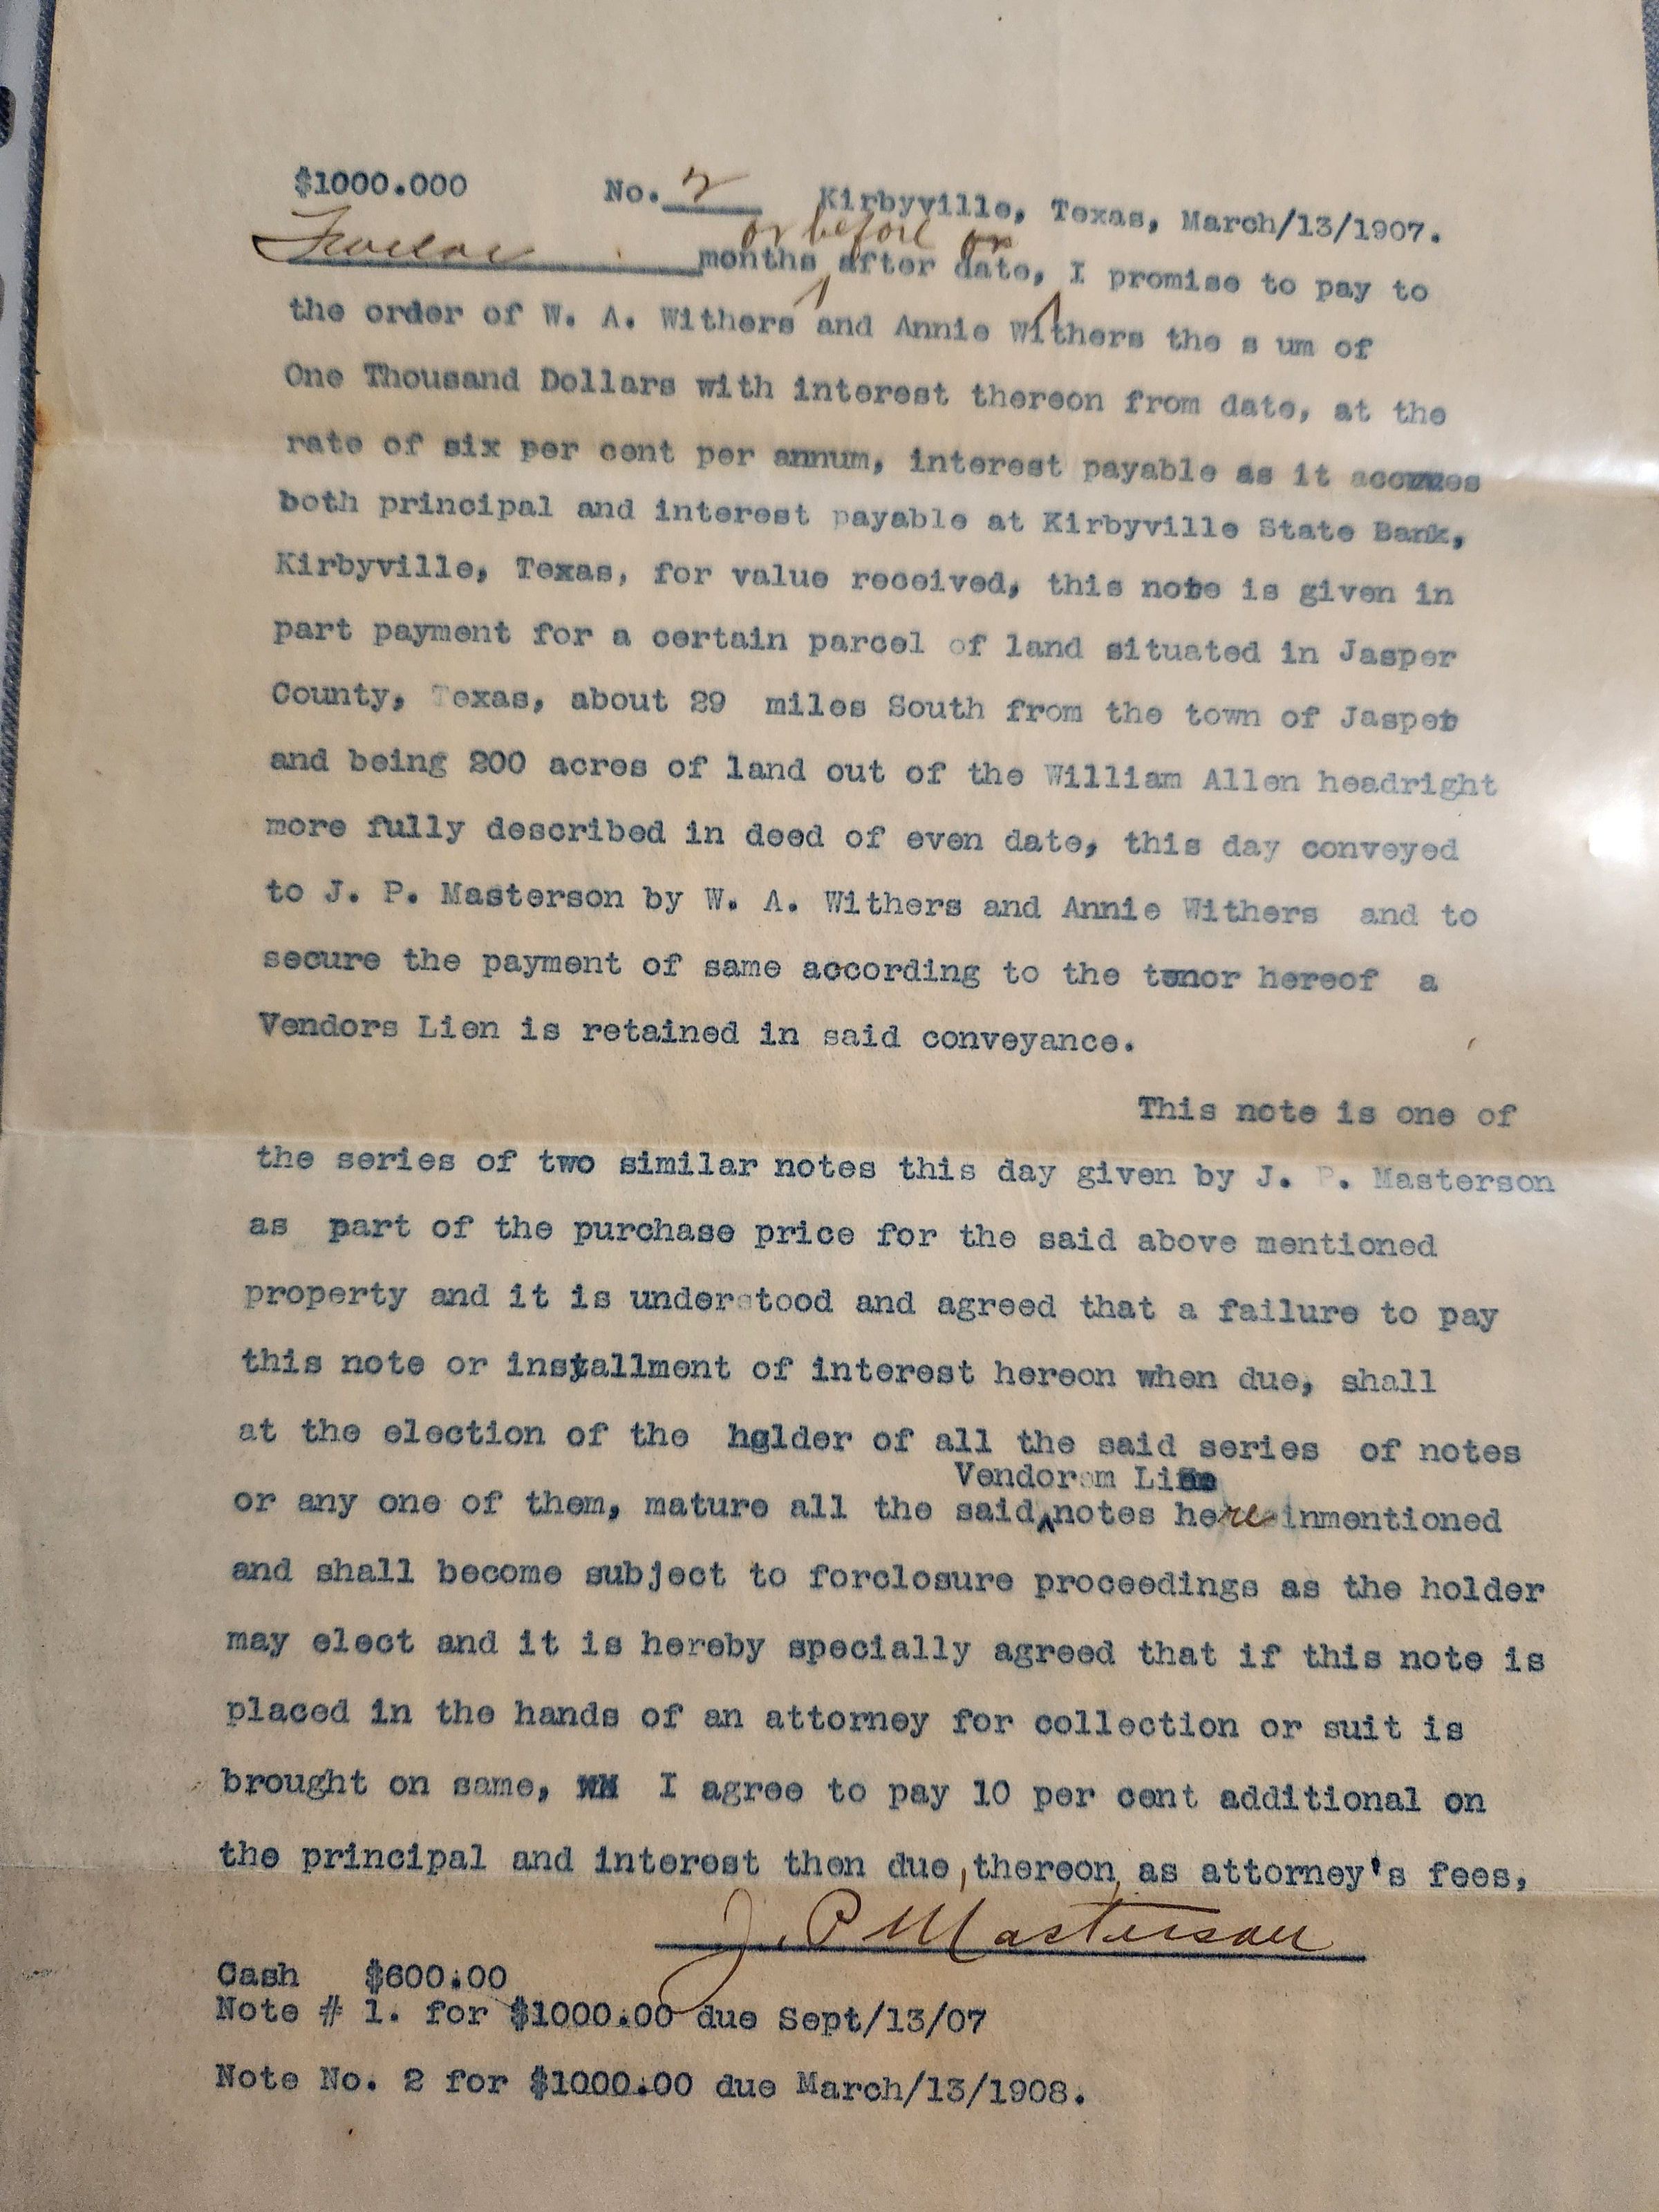 $1000.000 No. 2 Kirbyville, Texas, March/13/1907.
or before or
Twelve months after date, I promise to pay to
the order of W. A. Withers and Annie Withers the s um of
One Thousand Dollars with interest thereon from date, at the
rate of six per cent per annum, interest payable as it accrues
both principal and interest payable at Kirbyville State Bank,
Kirbyville, Texas, for value received, this note is given in
part payment for a certain parcel of land situated in Jasper
County, Texas, about 29 miles South from the town of Jasper
and being 200 acres of land out of the William Allen headright
more fully described in deed of even date, this day conveyed
to J. P. Masterson by W. A. Withers and Annie Withers and to
secure the payment of same according to the tenor hereof a
Vendors Lien is retained in said conveyance.
This note is one of
the series of two similar notes this day given by J. P. Masterson
as part of the purchase price for the said above mentioned
property and it is understood and agreed that a failure to pay
this note or installment of interest hereon when due, shall
at the election of the holder of all the said series of notes
Vendorsm Lien
or any one of them, mature all the said notes hereinmentioned
and shall become subject to forclosure proceedings as the holder
may elect and it is hereby specially agreed that if this note is
placed in the hands of an attorney for collection or suit is
brought on same, I agree to pay 10 per cent additional on
the principal and interest then due, thereon, as attorney's fees,
J. P. Masterson
Cash $600.00
Note # 1. for $1000.00 due Sept/13/07
Note No. 2 for $1000.00 due March/13/1908.